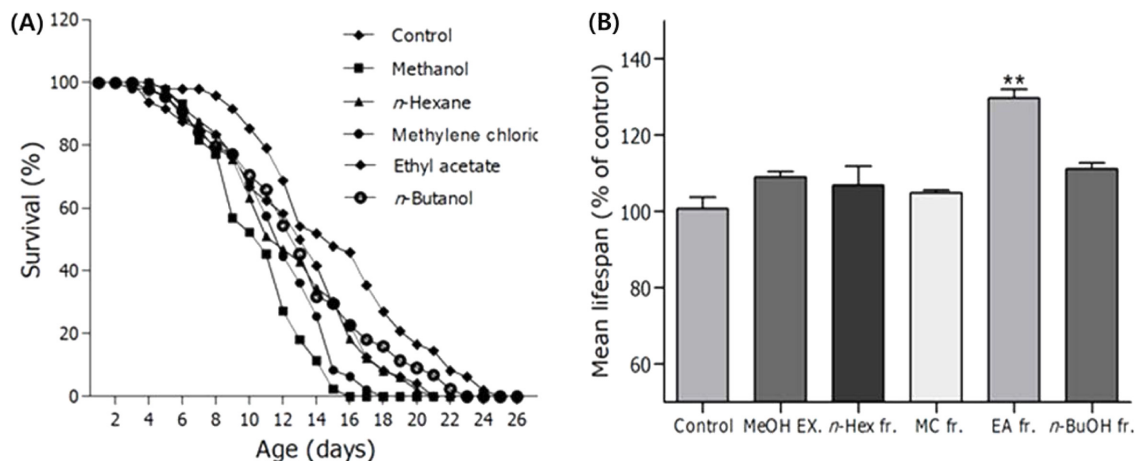 (A)
Survival (%)
120
100
80
60
40
20
0
2 4 6 8 10 12 14 16 18 20 22 24 26
Age (days)
Control
Methanol
n-Hexane
Methylene chloric
Ethyl acetate
n-Butanol
(B)
Mean lifespan (% of control)
140
120
100
80
60
**
Control MeOH EX. n-Hex fr. MC fr. EA fr. n-BuOH fr.